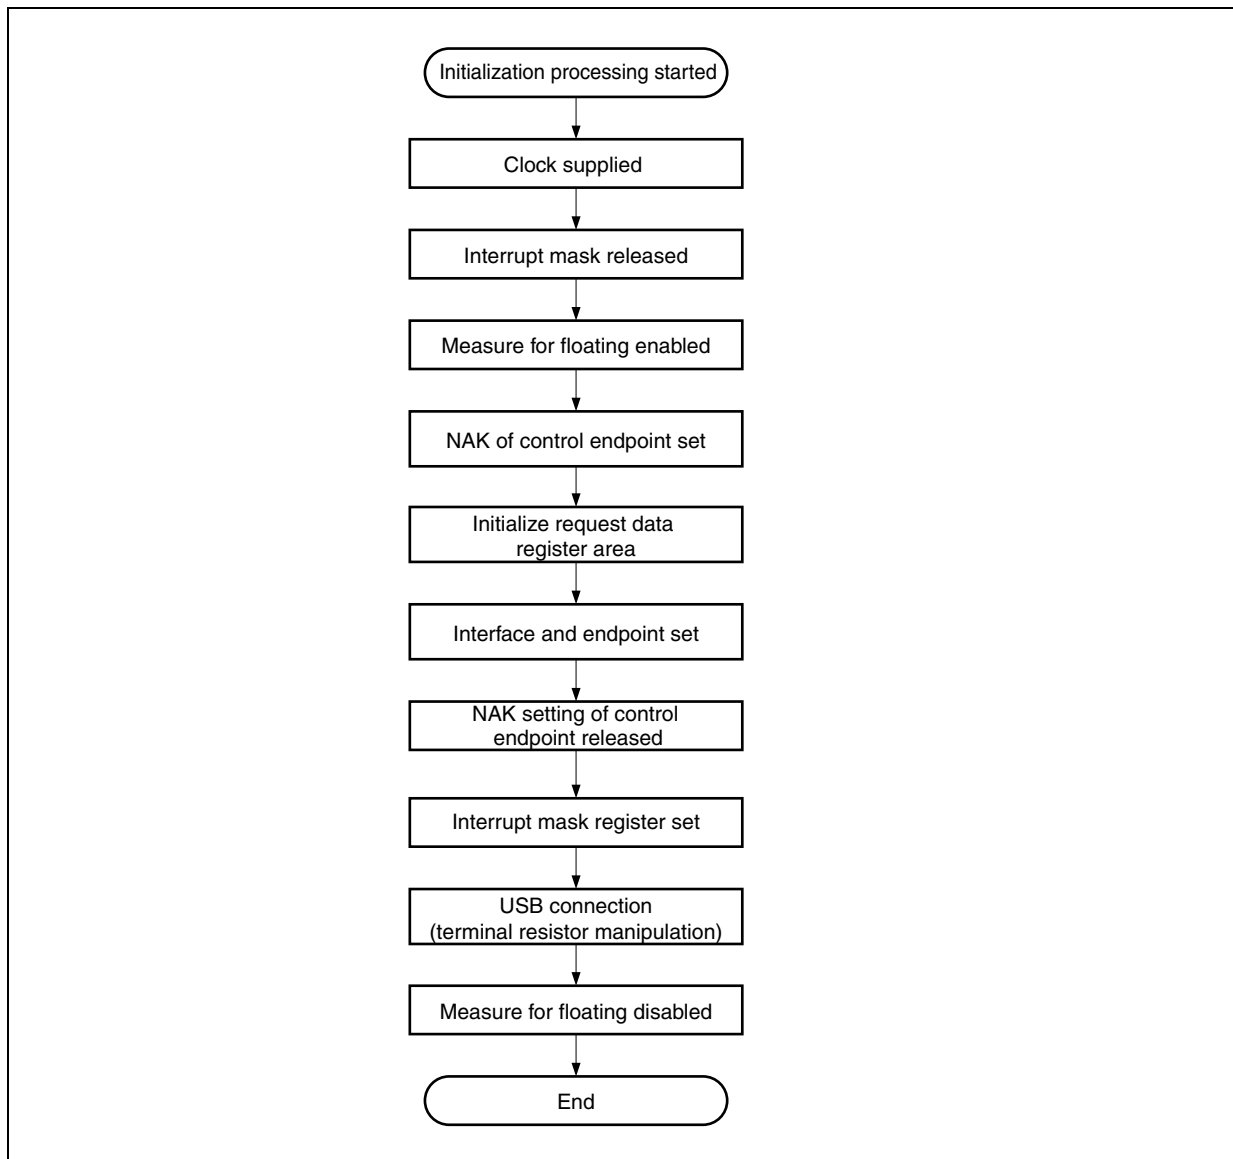 Initialization processing started
Clock supplied
Interrupt mask released
Measure for floating enabled
NAK of control endpoint set
Initialize request data
register area
Interface and endpoint set
NAK setting of control
endpoint released
Interrupt mask register set
USB connection
(terminal resistor manipulation)
Measure for floating disabled
End